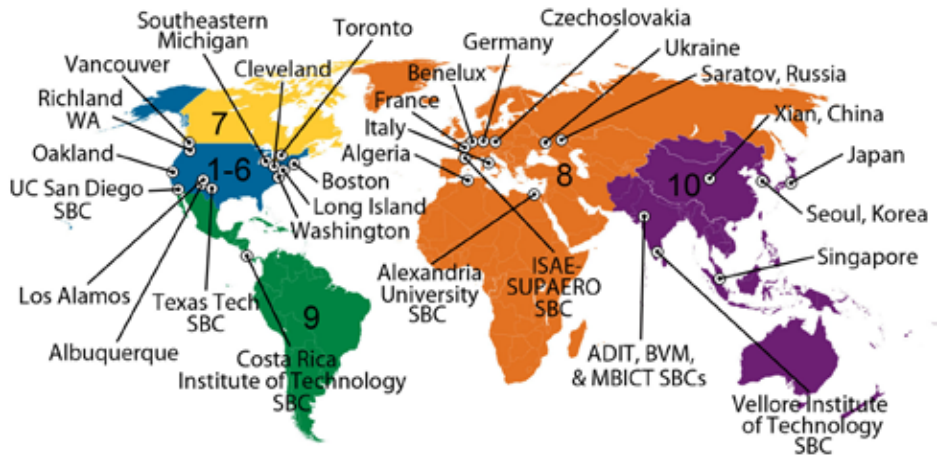 Southeastern
Michigan
Toronto
Czechoslovakia
Germany
Ukraine
Vancouver
Cleveland
Benelux
Saratov, Russia
Richland
WA
France
Xian, China
7
Italy
Oakland
Algeria
Japan
1-6
8
10
UC San Diego
SBC
Boston
Long Island
Washington
Seoul, Korea
Singapore
Los Alamos
Texas Tech
SBC
Alexandria
University
SBC
ISAE-
SUPAERO
SBC
9
Albuquerque
Costa Rica
Institute of Technology
SBC
ADIT, BVM,
& MBICT SBCs
Vellore Institute
of Technology
SBC